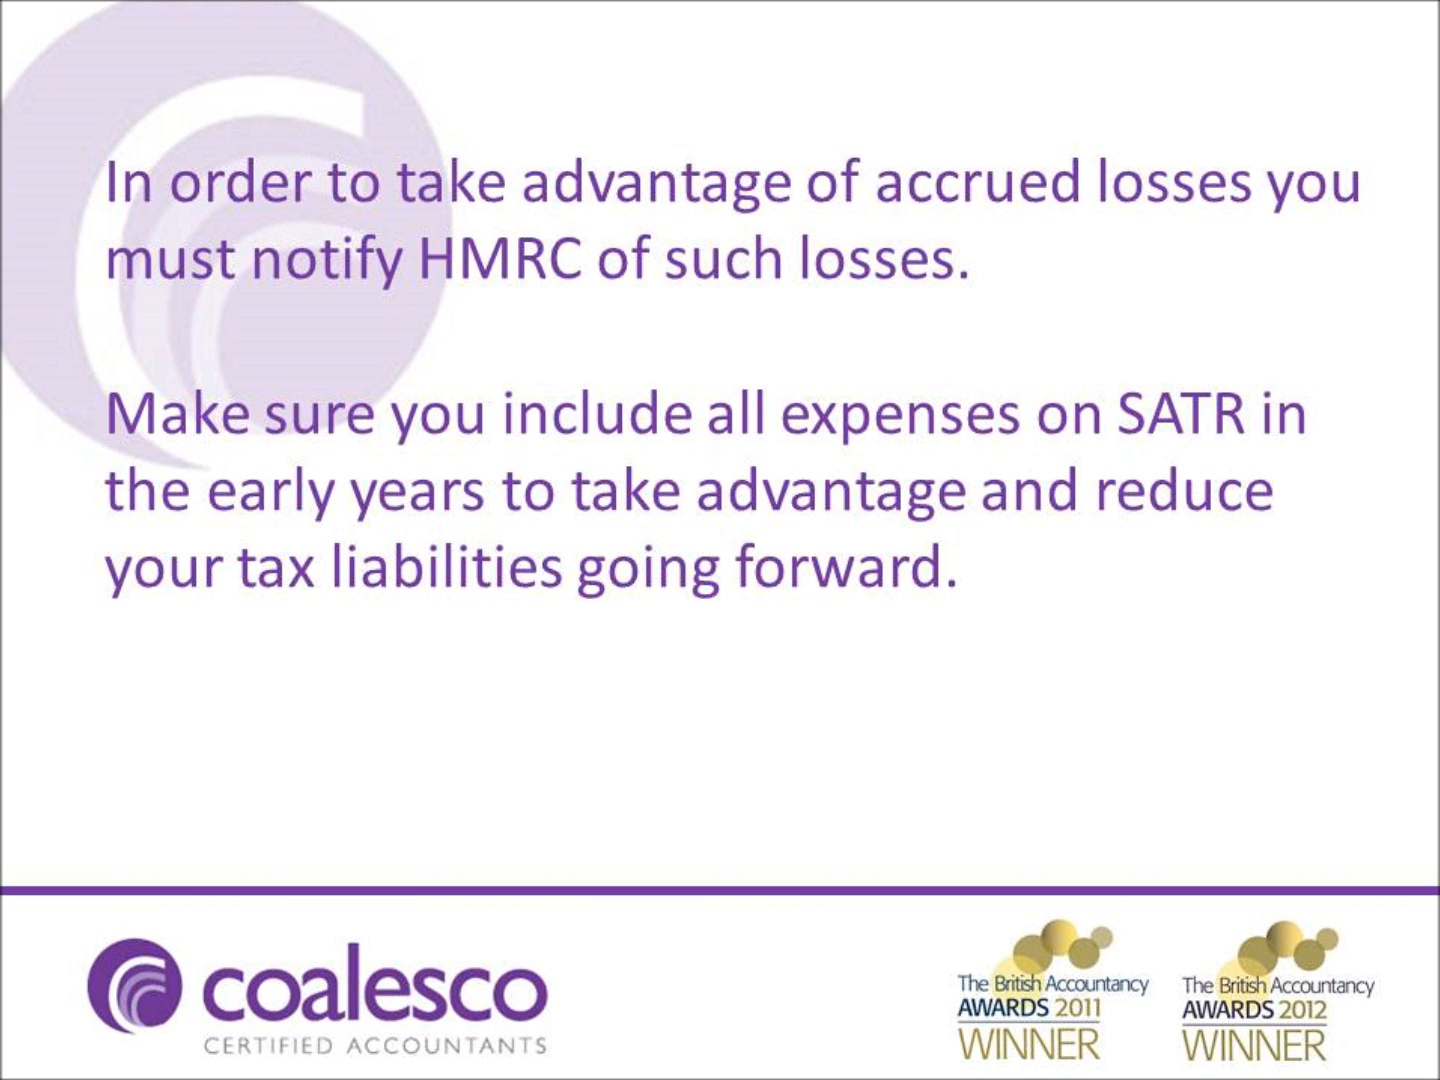 In order to take advantage of accrued losses you
must notify HMRC of such losses.
Make sure you include all expenses on SATR in
the early years to take advantage and reduce
your tax liabilities going forward.
coalesco
CERTIFIED ACCOUNTANTS
The British Accountancy
AWARDS 2011
WINNER
The British Accountancy
AWARDS 2012
WINNER